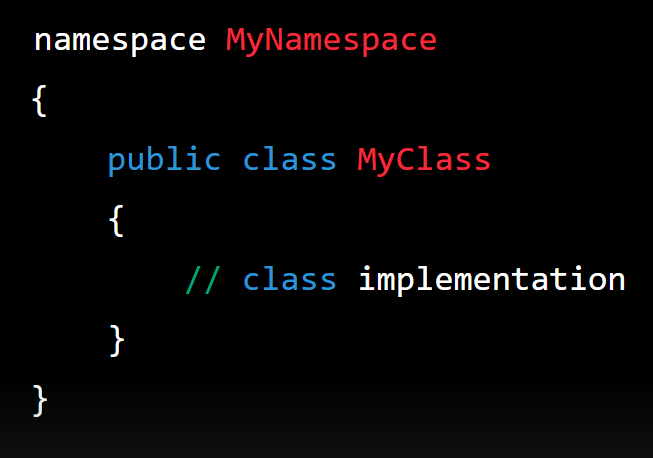 namespace MyNamespace
{
    public class MyClass
    {
        // class implementation
    }
}